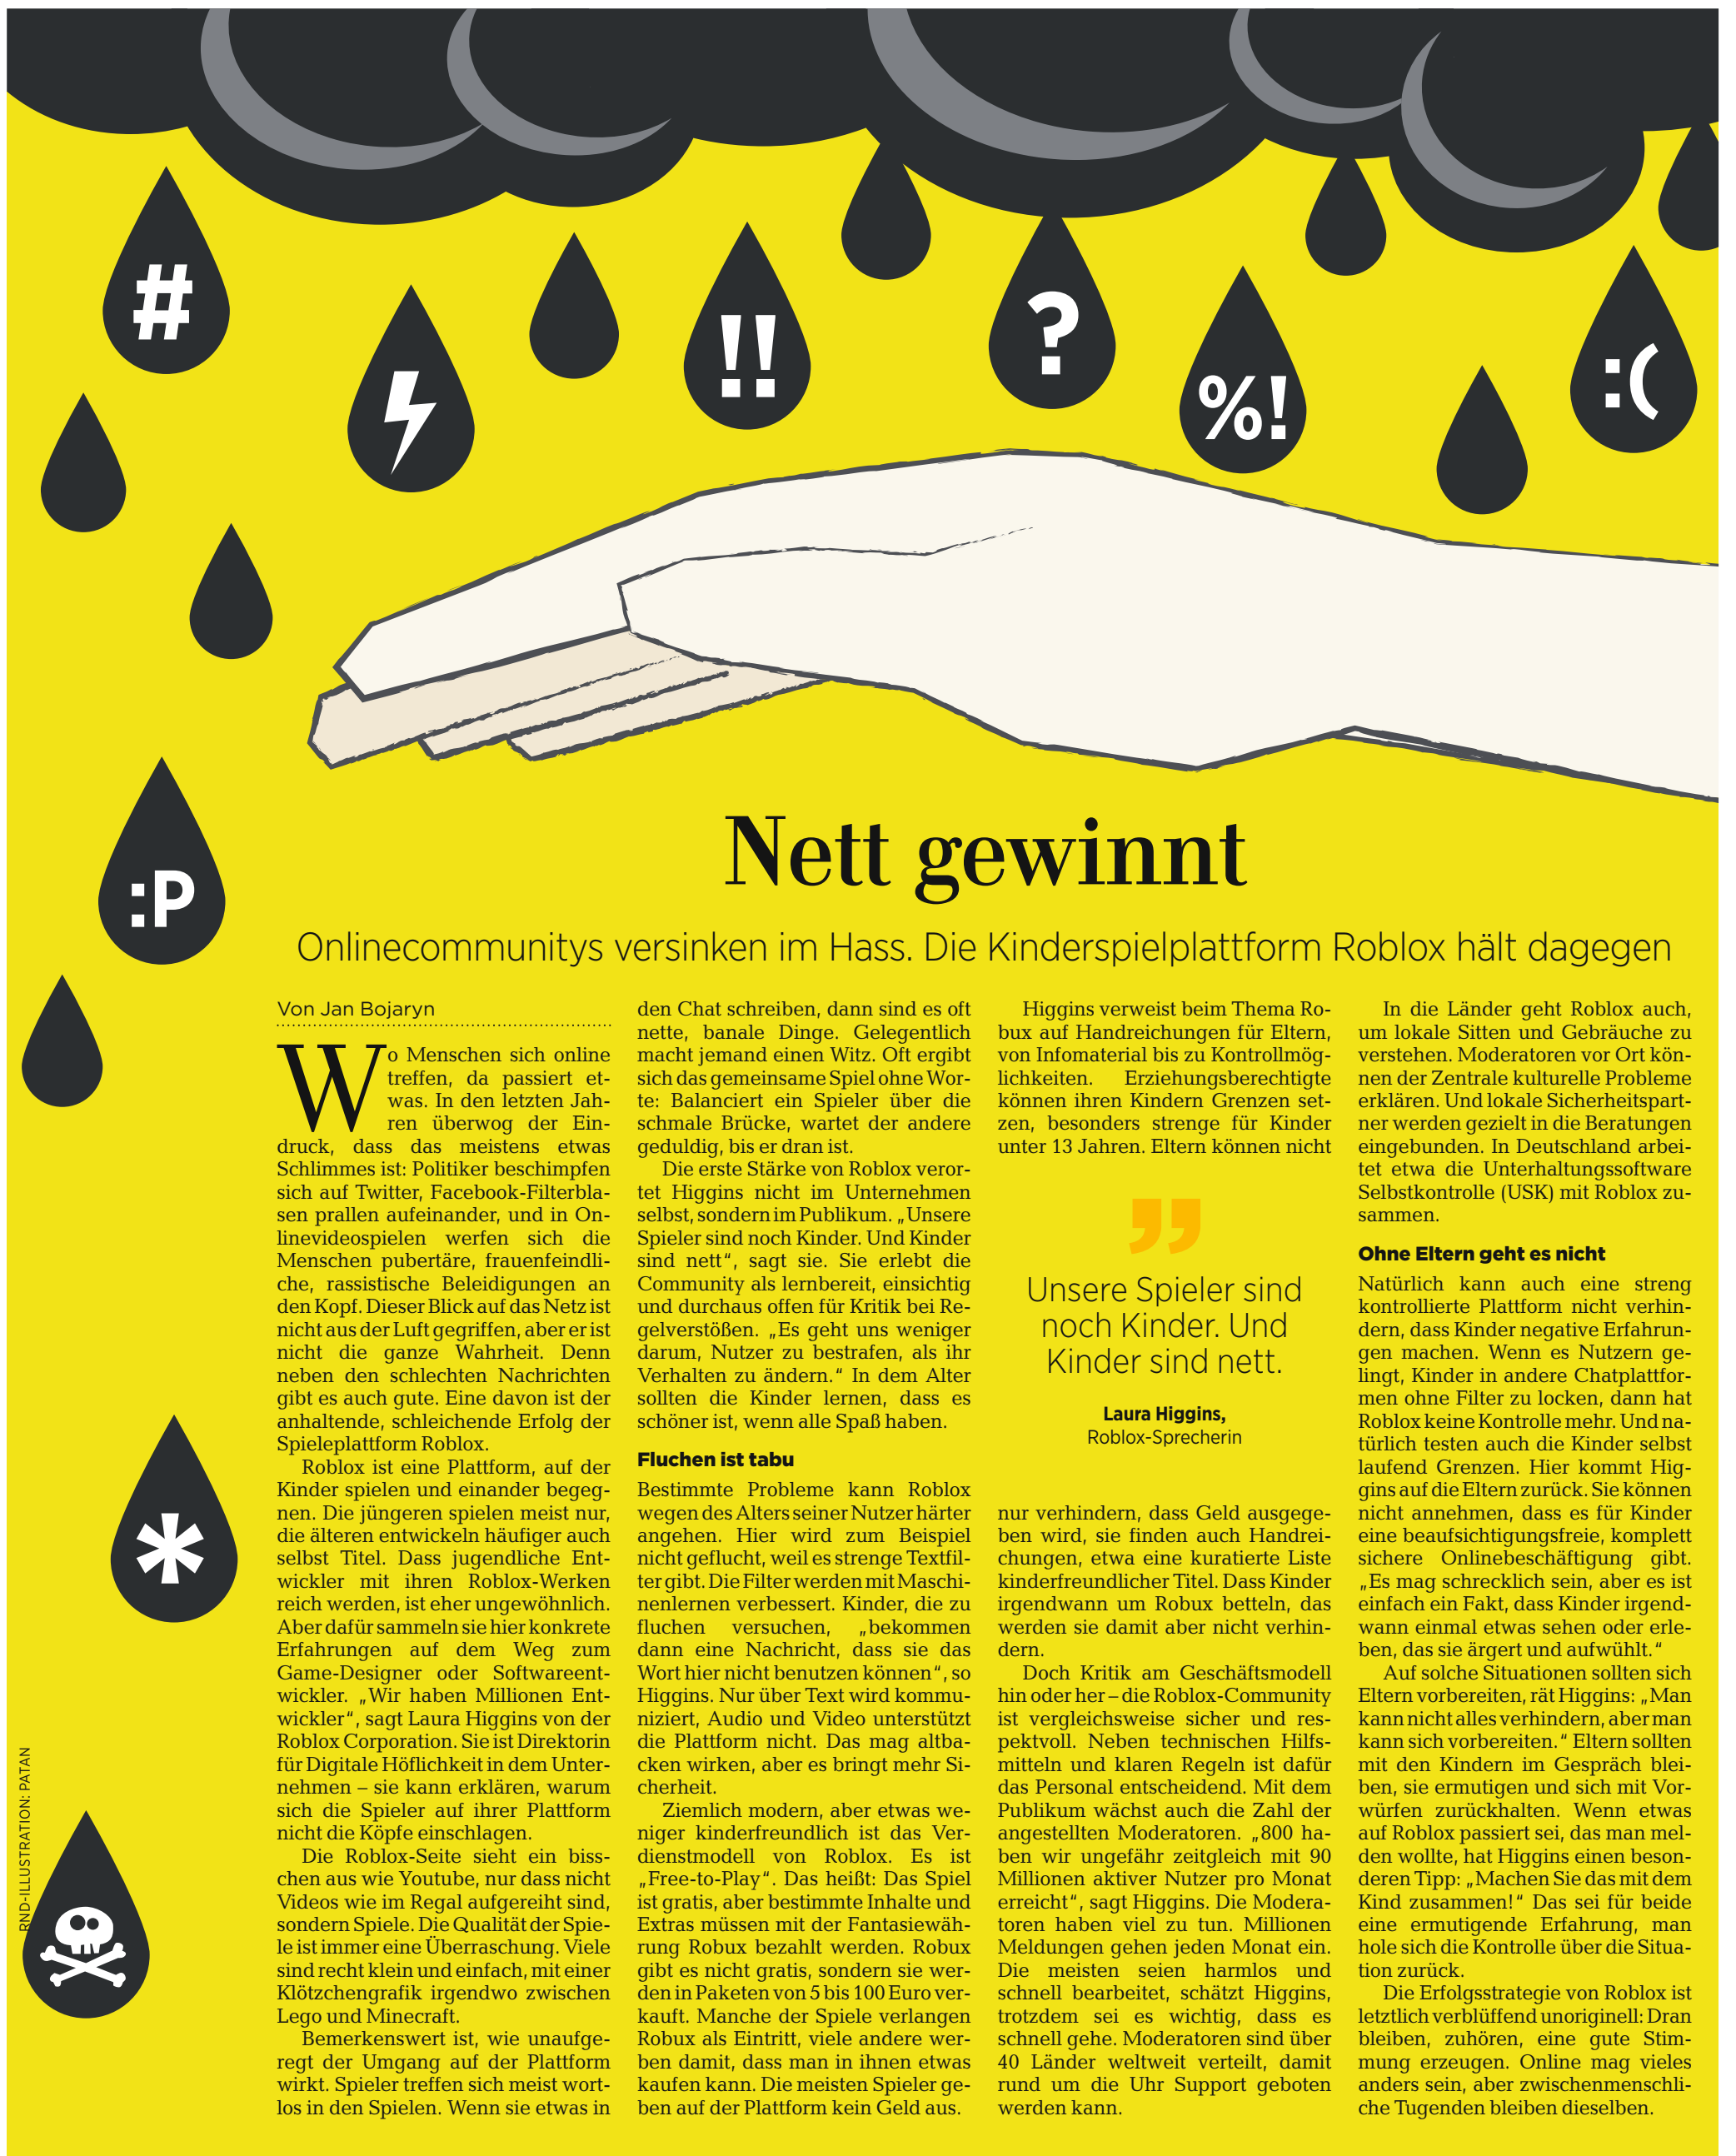 #
!!
?
%!
:(
:P
*
Nett gewinnt
Onlinecommunitys versinken im Hass. Die Kinderspielplattform Roblox hält dagegen
Von Jan Bojaryn
Wo Menschen sich online
treffen, da passiert et-
was. In den letzten Jah-
ren überwog der Ein-
druck, dass das meistens etwas
Schlimmes ist: Politiker beschimpfen
sich auf Twitter, Facebook-Filterbla-
sen prallen aufeinander, und in On-
linevideospielen werfen sich die
Menschen pubertäre, frauenfeindli-
che, rassistische Beleidigungen an
den Kopf. Dieser Blick auf das Netz ist
nicht aus der Luft gegriffen, aber er ist
nicht die ganze Wahrheit. Denn
neben den schlechten Nachrichten
gibt es auch gute. Eine davon ist der
anhaltende, schleichende Erfolg der
Spieleplattform Roblox.
Roblox ist eine Plattform, auf der
Kinder spielen und einander begeg-
nen. Die jüngeren spielen meist nur,
die älteren entwickeln häufiger auch
selbst Titel. Dass jugendliche Ent-
wickler mit ihren Roblox-Werken
reich werden, ist eher ungewöhnlich.
Aber dafür sammeln sie hier konkrete
Erfahrungen auf dem Weg zum
Game-Designer oder Softwareent-
wickler. „Wir haben Millionen Ent-
wickler“, sagt Laura Higgins von der
Roblox Corporation. Sie ist Direktorin
für Digitale Höflichkeit in dem Unter-
nehmen – sie kann erklären, warum
sich die Spieler auf ihrer Plattform
nicht die Köpfe einschlagen.
Die Roblox-Seite sieht ein biss-
chen aus wie Youtube, nur dass nicht
Videos wie im Regal aufgereiht sind,
sondern Spiele. Die Qualität der Spie-
le ist immer eine Überraschung. Viele
sind recht klein und einfach, mit einer
Klötzchengrafik irgendwo zwischen
Lego und Minecraft.
Bemerkenswert ist, wie unaufge-
regt der Umgang auf der Plattform
wirkt. Spieler treffen sich meist wort-
los in den Spielen. Wenn sie etwas in
den Chat schreiben, dann sind es oft
nette, banale Dinge. Gelegentlich
macht jemand einen Witz. Oft ergibt
sich das gemeinsame Spiel ohne Wor-
te: Balanciert ein Spieler über die
schmale Brücke, wartet der andere
geduldig, bis er dran ist.
Die erste Stärke von Roblox veror-
tet Higgins nicht im Unternehmen
selbst, sondern im Publikum. „Unsere
Spieler sind noch Kinder. Und Kinder
sind nett“, sagt sie. Sie erlebt die
Community als lernbereit, einsichtig
und durchaus offen für Kritik bei Re-
gelverstößen. „Es geht uns weniger
darum, Nutzer zu bestrafen, als ihr
Verhalten zu ändern.“ In dem Alter
sollten die Kinder lernen, dass es
schöner ist, wenn alle Spaß haben.
Fluchen ist tabu
Bestimmte Probleme kann Roblox
wegen des Alters seiner Nutzer härter
angehen. Hier wird zum Beispiel
nicht geflucht, weil es strenge Textfil-
ter gibt. Die Filter werden mit Maschi-
nenlernen verbessert. Kinder, die zu
fluchen versuchen, „bekommen
dann eine Nachricht, dass sie das
Wort hier nicht benutzen können“, so
Higgins. Nur über Text wird kommu-
niziert, Audio und Video unterstützt
die Plattform nicht. Das mag altba-
cken wirken, aber es bringt mehr Si-
cherheit.
Ziemlich modern, aber etwas we-
niger kinderfreundlich ist das Ver-
dienstmodell von Roblox. Es ist
„Free-to-Play“. Das heißt: Das Spiel
ist gratis, aber bestimmte Inhalte und
Extras müssen mit der Fantasiewäh-
rung Robux bezahlt werden. Robux
gibt es nicht gratis, sondern sie wer-
den in Paketen von 5 bis 100 Euro ver-
kauft. Manche der Spiele verlangen
Robux als Eintritt, viele andere wer-
ben damit, dass man in ihnen etwas
kaufen kann. Die meisten Spieler ge-
ben auf der Plattform kein Geld aus.
Higgins verweist beim Thema Ro-
bux auf Handreichungen für Eltern,
von Infomaterial bis zu Kontrollmög-
lichkeiten. Erziehungsberechtigte
können ihren Kindern Grenzen set-
zen, besonders strenge für Kinder
unter 13 Jahren. Eltern können nicht
”
Unsere Spieler sind
noch Kinder. Und
Kinder sind nett.
Laura Higgins,
Roblox-Sprecherin
nur verhindern, dass Geld ausgege-
ben wird, sie finden auch Handrei-
chungen, etwa eine kuratierte Liste
kinderfreundlicher Titel. Dass Kinder
irgendwann um Robux betteln, das
werden sie damit aber nicht verhin-
dern.
Doch Kritik am Geschäftsmodell
hin oder her – die Roblox-Community
ist vergleichsweise sicher und res-
pektvoll. Neben technischen Hilfs-
mitteln und klaren Regeln ist dafür
das Personal entscheidend. Mit dem
Publikum wächst auch die Zahl der
angestellten Moderatoren. „800 ha-
ben wir ungefähr zeitgleich mit 90
Millionen aktiver Nutzer pro Monat
erreicht“, sagt Higgins. Die Modera-
toren haben viel zu tun. Millionen
Meldungen gehen jeden Monat ein.
Die meisten seien harmlos und
schnell bearbeitet, schätzt Higgins,
trotzdem sei es wichtig, dass es
schnell gehe. Moderatoren sind über
40 Länder weltweit verteilt, damit
rund um die Uhr Support geboten
werden kann.
In die Länder geht Roblox auch,
um lokale Sitten und Gebräuche zu
verstehen. Moderatoren vor Ort kön-
nen der Zentrale kulturelle Probleme
erklären. Und lokale Sicherheitspart-
ner werden gezielt in die Beratungen
eingebunden. In Deutschland arbei-
tet etwa die Unterhaltungssoftware
Selbstkontrolle (USK) mit Roblox zu-
sammen.
Ohne Eltern geht es nicht
Natürlich kann auch eine streng
kontrollierte Plattform nicht verhin-
dern, dass Kinder negative Erfahrun-
gen machen. Wenn es Nutzern ge-
lingt, Kinder in andere Chatplattfor-
men ohne Filter zu locken, dann hat
Roblox keine Kontrolle mehr. Und na-
türlich testen auch die Kinder selbst
laufend Grenzen. Hier kommt Hig-
gins auf die Eltern zurück. Sie können
nicht annehmen, dass es für Kinder
eine beaufsichtigungsfreie, komplett
sichere Onlinebeschäftigung gibt.
„Es mag schrecklich sein, aber es ist
einfach ein Fakt, dass Kinder irgend-
wann einmal etwas sehen oder erle-
ben, das sie ärgert und aufwühlt.“
Auf solche Situationen sollten sich
Eltern vorbereiten, rät Higgins: „Man
kann nicht alles verhindern, aber man
kann sich vorbereiten.“ Eltern sollten
mit den Kindern im Gespräch blei-
ben, sie ermutigen und sich mit Vor-
würfen zurückhalten. Wenn etwas
auf Roblox passiert sei, das man mel-
den wollte, hat Higgins einen beson-
deren Tipp: „Machen Sie das mit dem
Kind zusammen!“ Das sei für beide
eine ermutigende Erfahrung, man
hole sich die Kontrolle über die Situa-
tion zurück.
Die Erfolgsstrategie von Roblox ist
letztlich verblüffend unoriginell: Dran
bleiben, zuhören, eine gute Stim-
mung erzeugen. Online mag vieles
anders sein, aber zwischenmenschli-
che Tugenden bleiben dieselben.
RND-ILLUSTRATION: PATAN